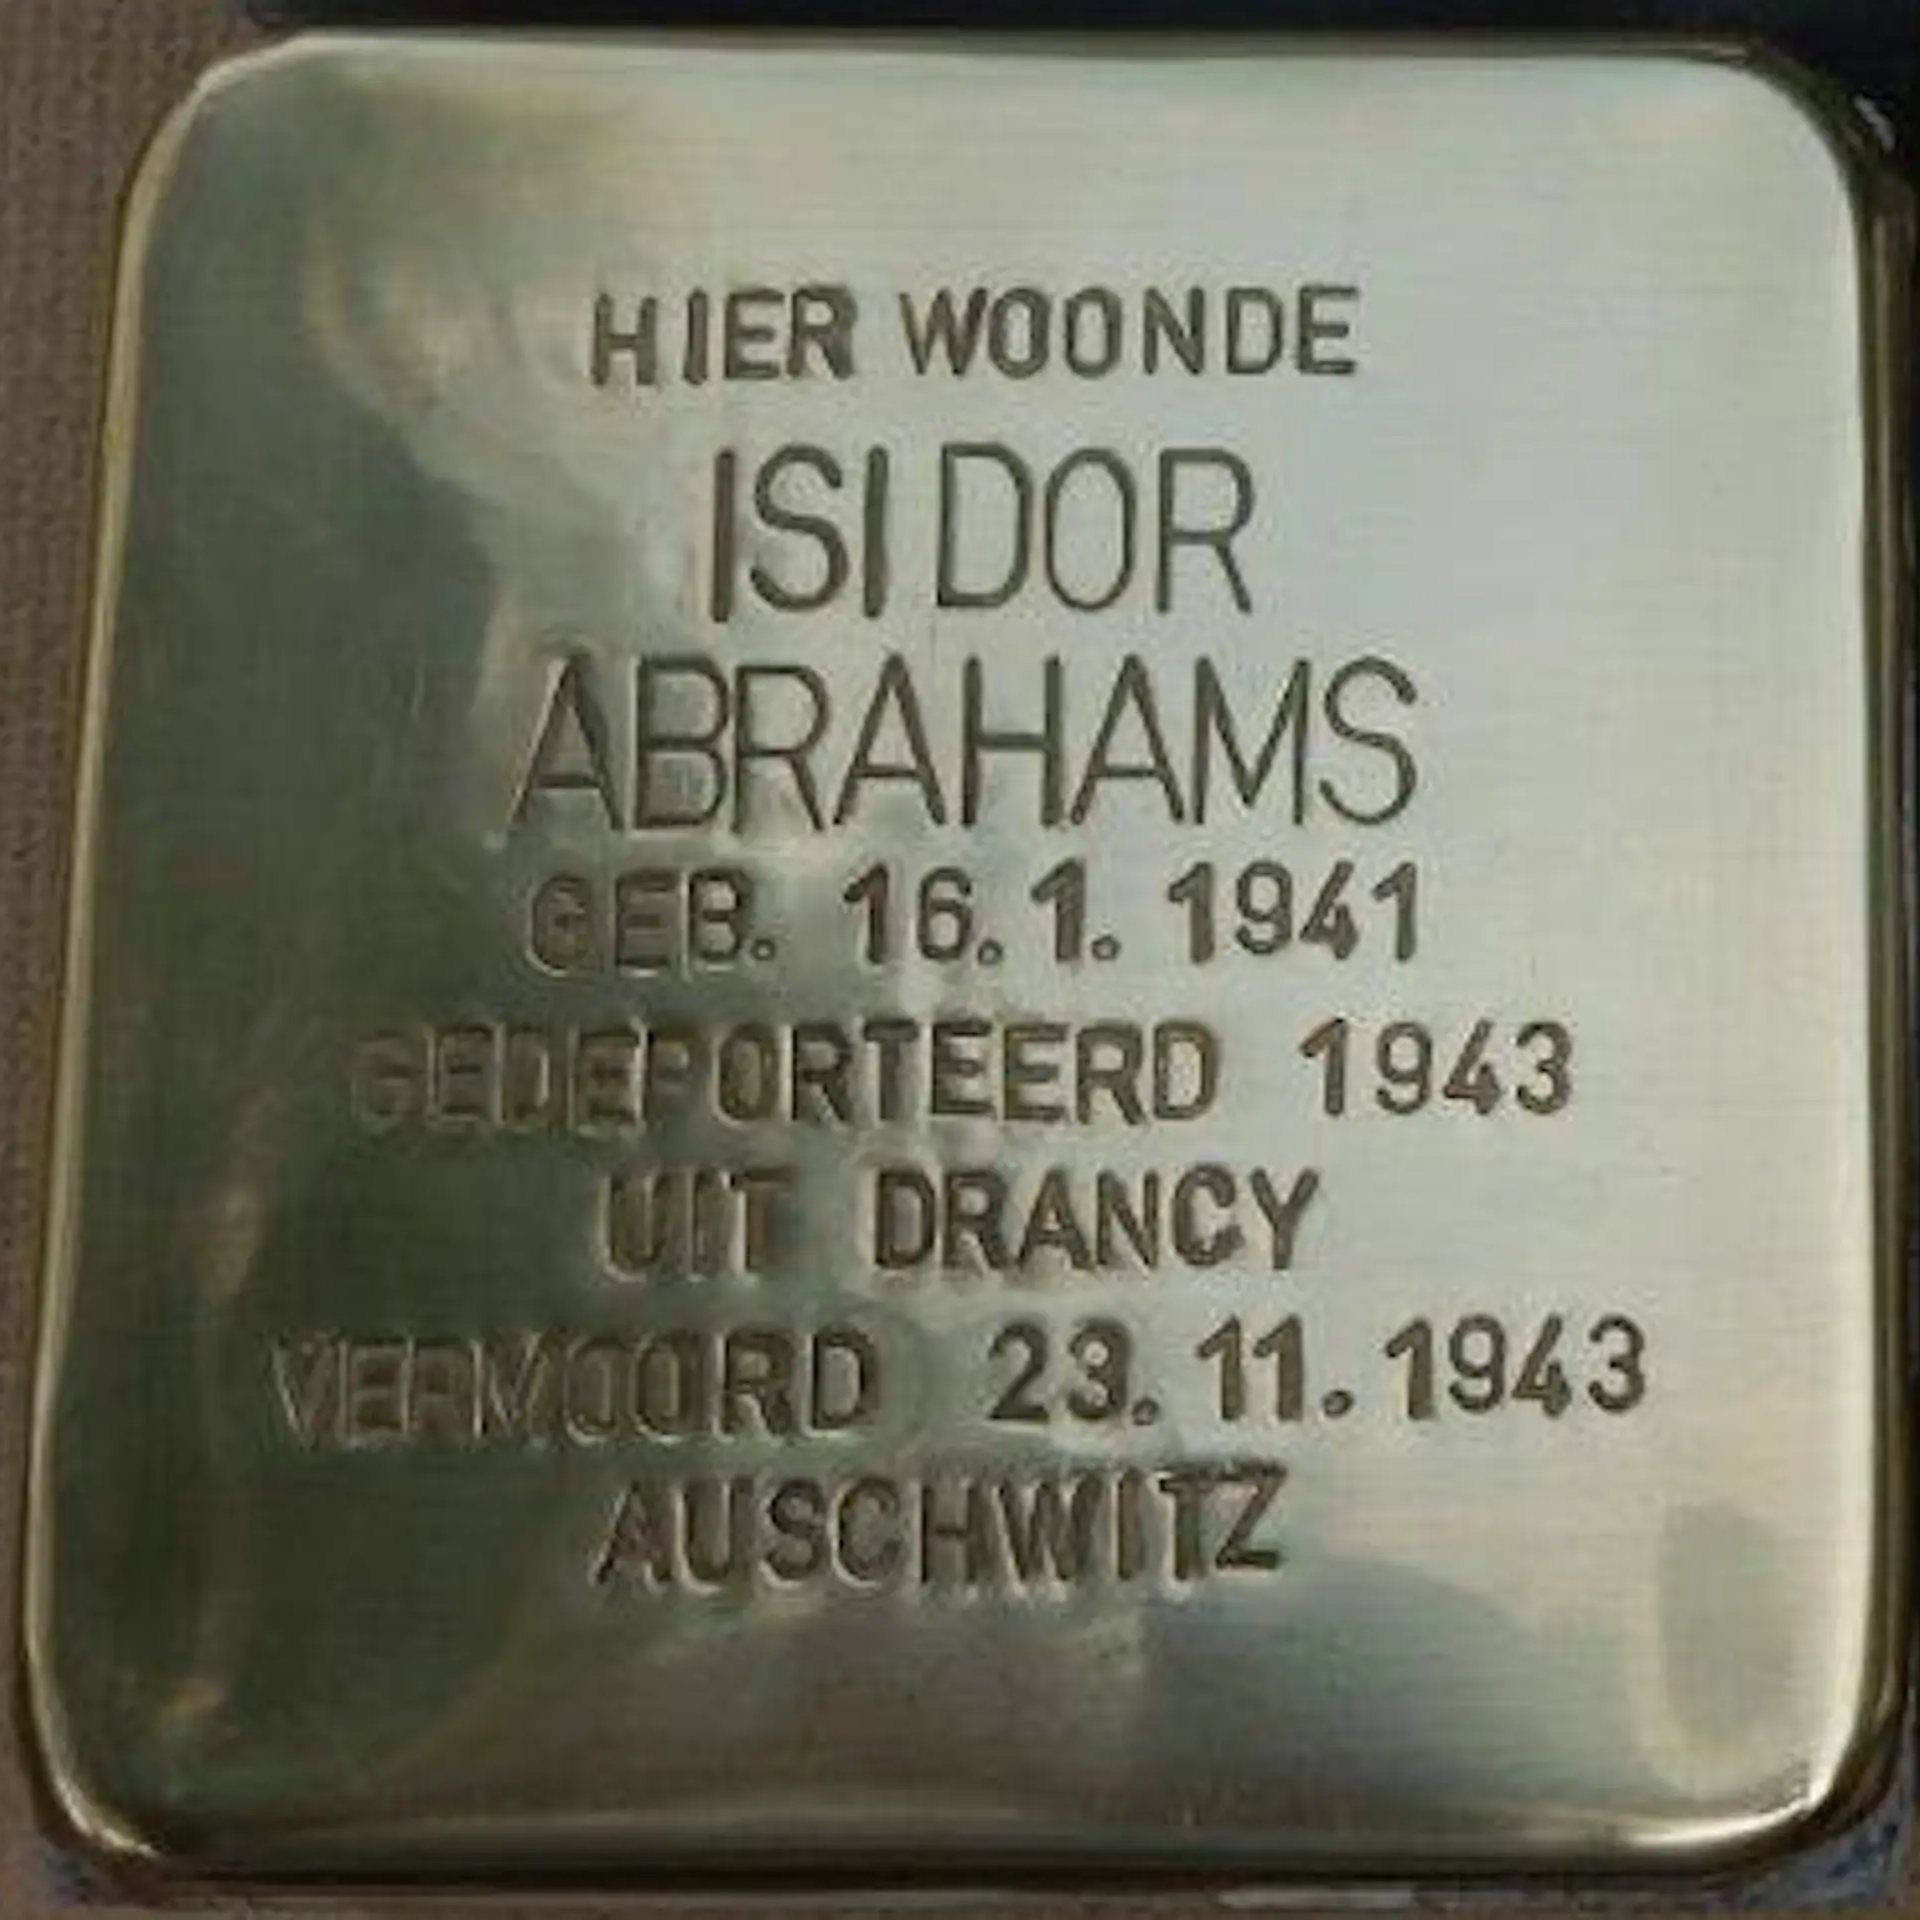 HIER WOONDE
ISIDOR
ABRAHAMS
GEB. 16.1.1941
GEDEPORTEERD 1943
UIT DRANCY
VERMOORD 23.11.1943
AUSCHWITZ